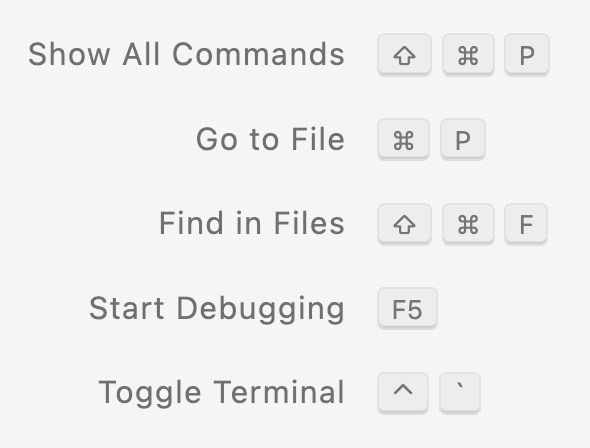 Show All Commands ⇧ ⌘ P
Go to File ⌘ P
Find in Files ⇧ ⌘ F
Start Debugging F5
Toggle Terminal ^ `